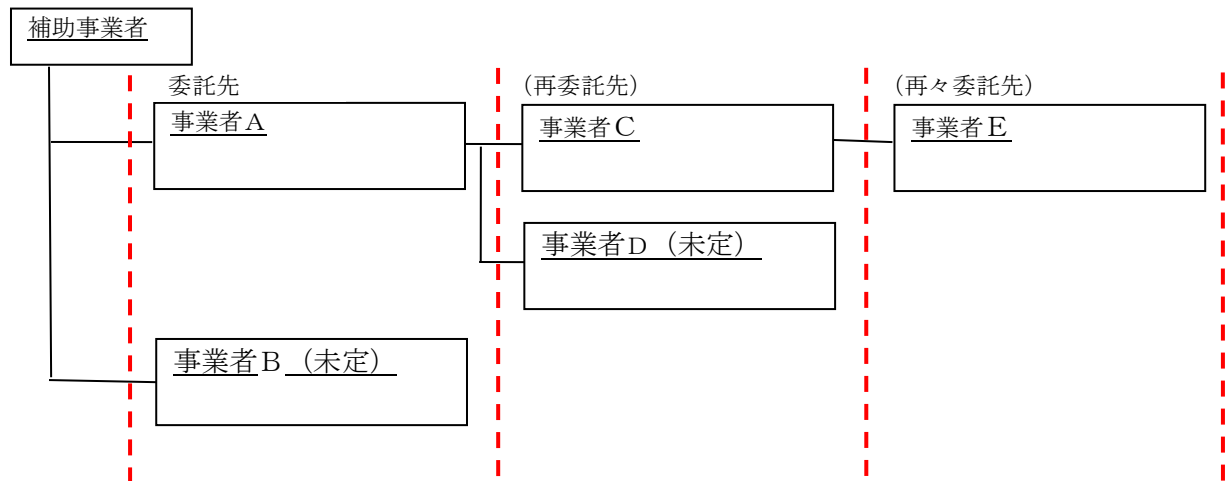 補助事業者
委託先
(再委託先)
(再々委託先)
事業者A
事業者C
事業者E
事業者D（未定）
事業者B（未定）